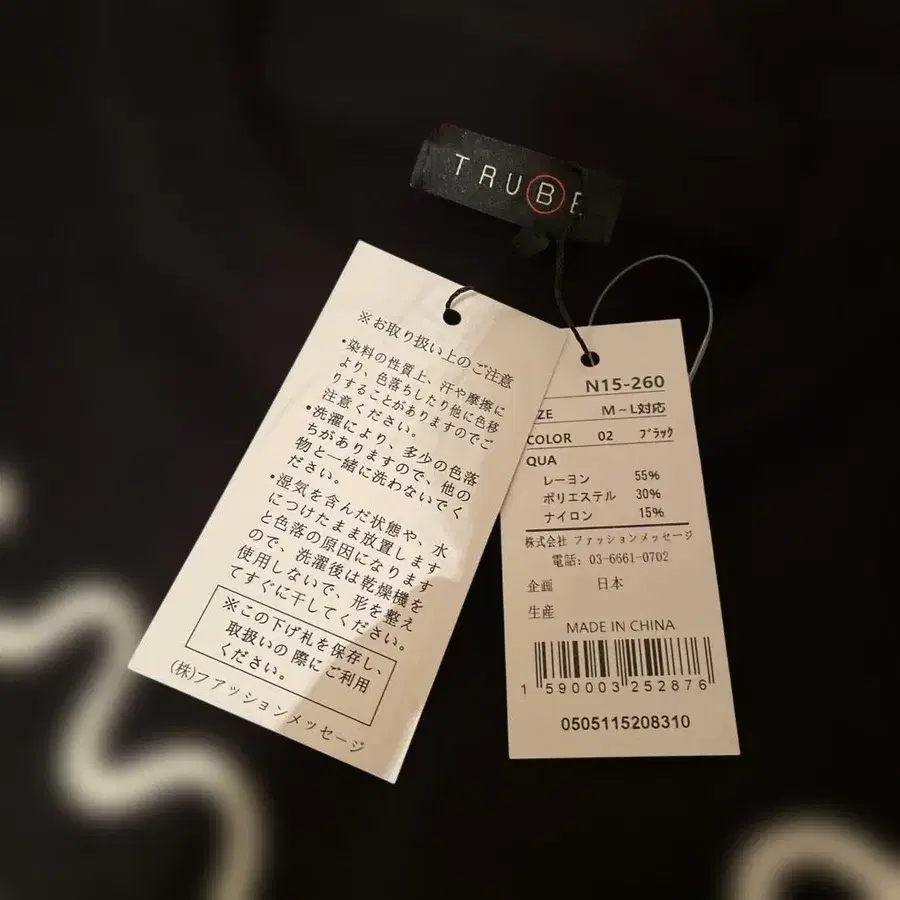 TRUBE
※お取り扱い上のご注意
•染料の性質上、汗や摩擦に
より、色落ちしたり他に色移
りすることがありますのでご
注意ください。
•洗濯により、多少の色落
ちがありますので、他の
物と一緒に洗わないでく
ださい。
•湿気を含んだ状態や、水
につけたまま放置します
と色落の原因になります
ので、洗濯後は乾燥機を
使用しないで、形を整え
てすぐに干してください。
※この下げ札を保存し、
取扱いの 際にご利用
ください。
(株)ファッションメッセージ
N15-260
ZE M~L対応
COLOR 02 ブラック
QUA
レーヨン 55%
ポリエステル 30%
ナイロン 15%
株式会社 ファッションメッセージ
電話: 03-6661-0702
企画 日本
生産
MADE IN CHINA
1 590003 252876
0505115208310